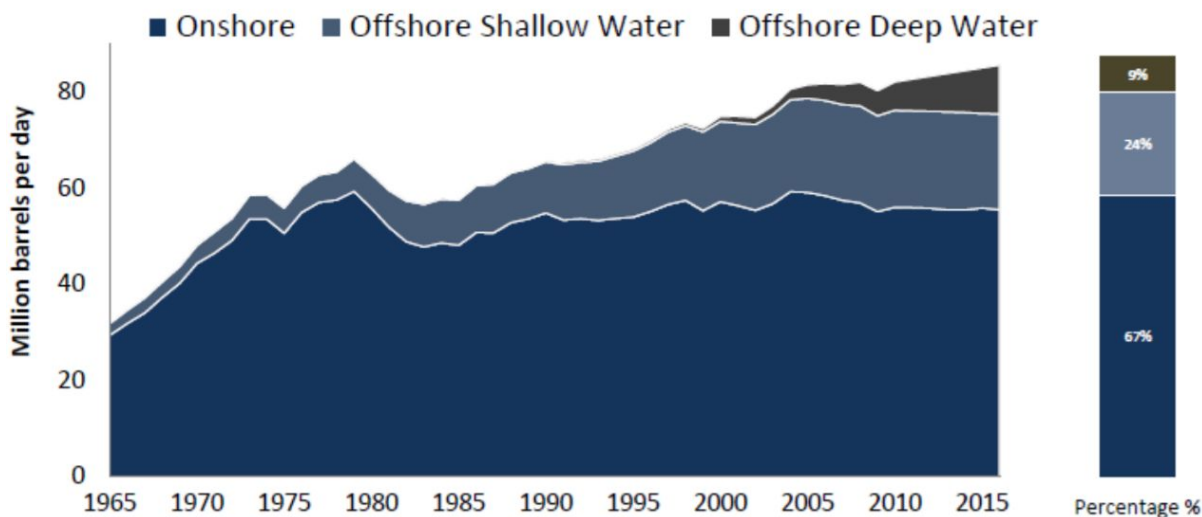 Onshore Offshore Shallow Water Offshore Deep Water
Million barrels per day
80
60
40
20
0
1965 1970 1975 1980 1985 1990 1995 2000 2005 2010 2015
9%
24%
67%
Percentage %